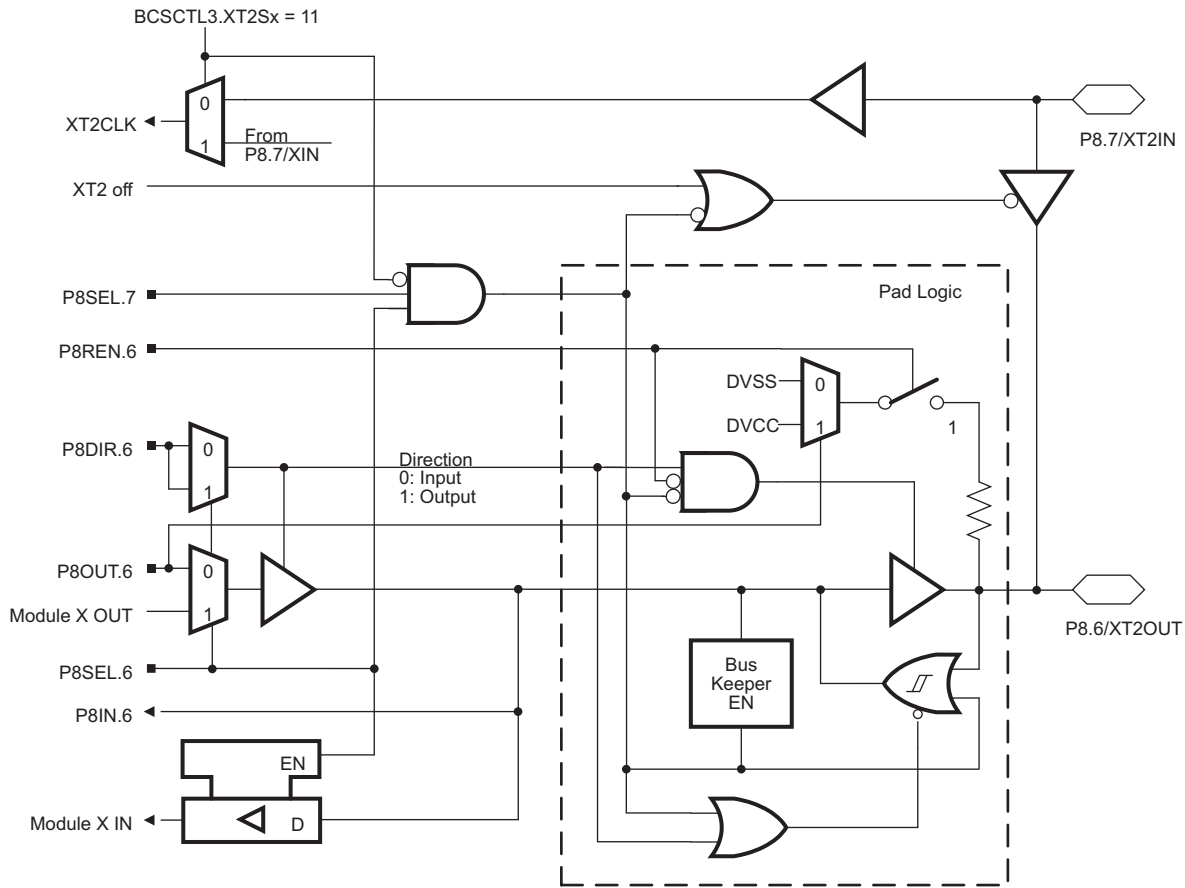 BCSCTL3.XT2Sx = 11
0
XT2CLK
1
From
P8.7/XIN
P8.7/XT2IN
XT2 off
P8SEL.7
Pad Logic
P8REN.6
DVSS
0
DVCC
1
1
P8DIR.6
0
1
Direction
0: Input
1: Output
P8OUT.6
0
Module X OUT
1
P8.6/XT2OUT
P8SEL.6
Bus
Keeper
EN
P8IN.6
EN
Module X IN
D